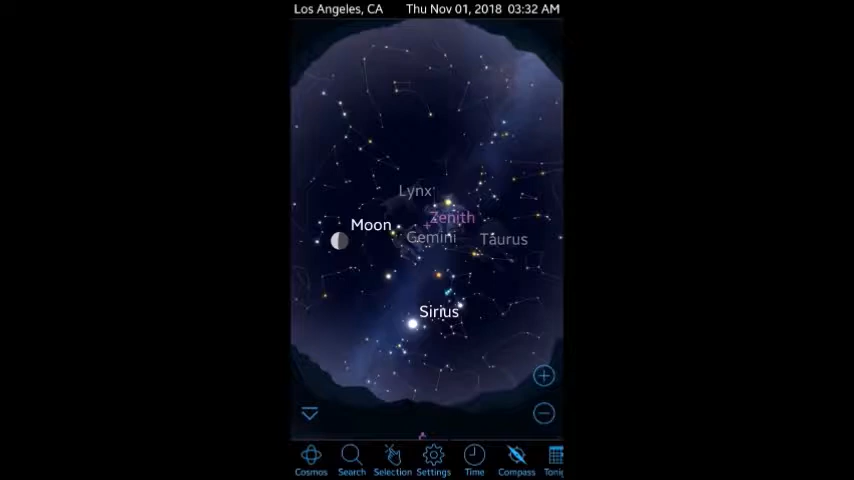 Los Angeles, CA Thu Nov 01, 2018 03:32 AM
Lynx
Zenith
Moon
Gemini
Taurus
Sirius
Cosmos Search Selection Settings Time Compass Tonig